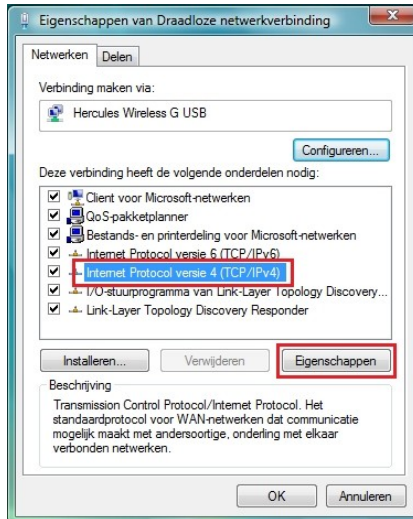 Eigenschappen van Draadloze netwerkverbinding
Netwerken Delen
Verbinding maken via:
Hercules Wireless G USB
Configureren...
Deze verbinding heeft de volgende onderdelen nodig:
Client voor Microsoft-netwerken
QoS-pakketplanner
Bestands- en printerdeling voor Microsoft-netwerken
Internet Protocol versie 6 (TCP/IPv6)
Internet Protocol versie 4 (TCP/IPv4)
I/O-stuurprogramma van Link-Layer Topology Discovery...
Link-Layer Topology Discovery Responder
Installeren... Verwijderen Eigenschappen
Beschrijving
Transmission Control Protocol/Internet Protocol. Het
standaardprotocol voor WAN-netwerken dat communicatie
mogelijk maakt met andersoortige, onderling met elkaar
verbonden netwerken.
OK Annuleren